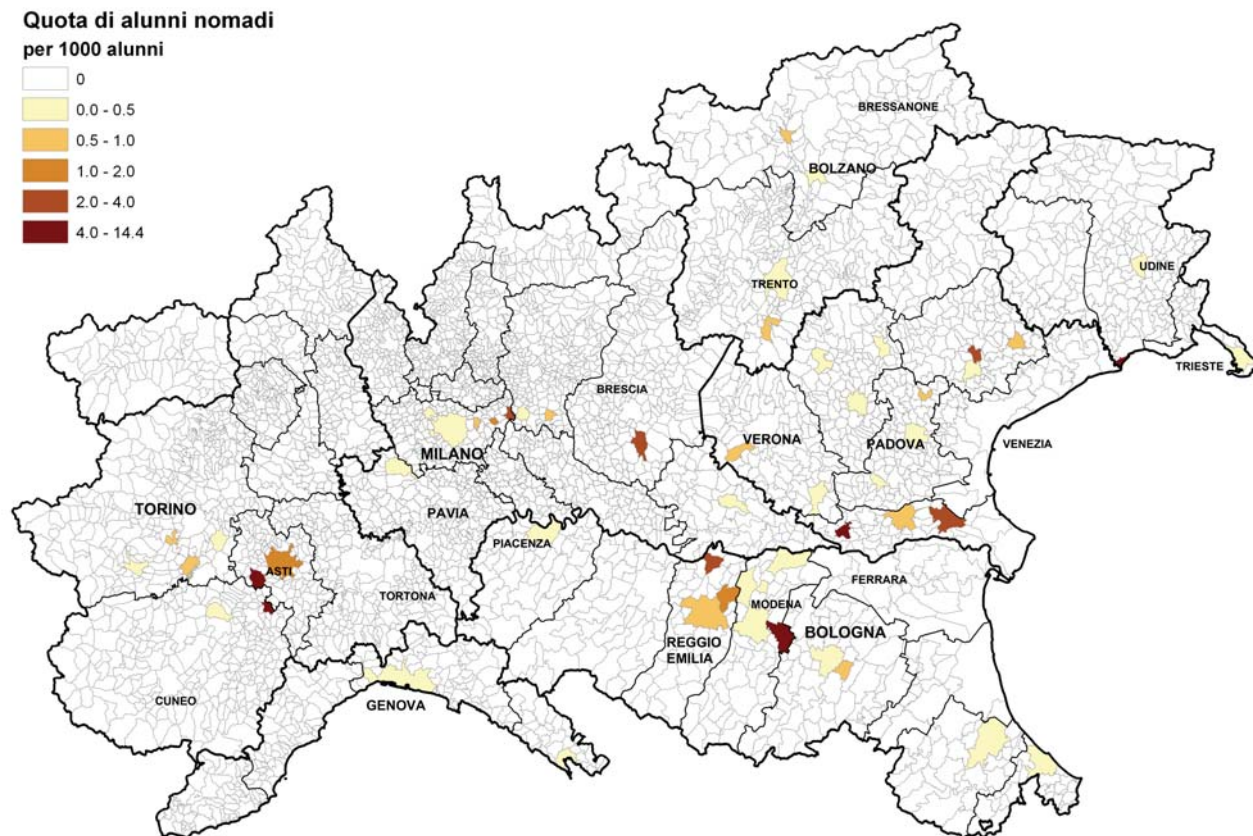 Quota di alunni nomadi
per 1000 alunni
0
0.0 - 0.5
0.5 - 1.0
1.0 - 2.0
2.0 - 4.0
4.0 - 14.4
BRESSANONE
BOLZANO
UDINE
TRENTO
TRIESTE
BRESCIA
VERONA
PADOVA
VENEZIA
MILANO
TORINO
PAVIA
PIACENZA
ASTI
TORTONA
FERRARA
MODENA
BOLOGNA
REGGIO
EMILIA
CUNEO
GENOVA